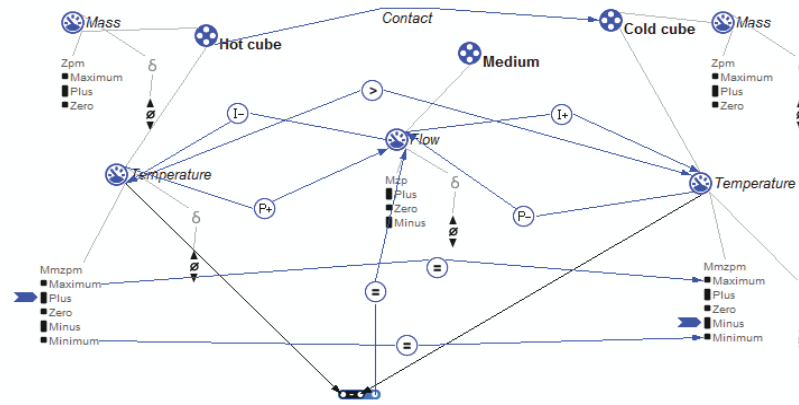 Mass
Hot cube
Contact
Cold cube
Mass
Medium
Zpm
δ
Maximum
Plus
Zero
Zpm
δ
Maximum
Plus
Zero
>
I−
I+
Flow
Temperature
Temperature
Mzp
δ
Plus
Zero
Minus
P+
P−
δ
Mmzpm
Maximum
Plus
Zero
Minus
Minimum
=
=
=
Mmzpm
Maximum
Plus
Zero
Minus
Minimum
-